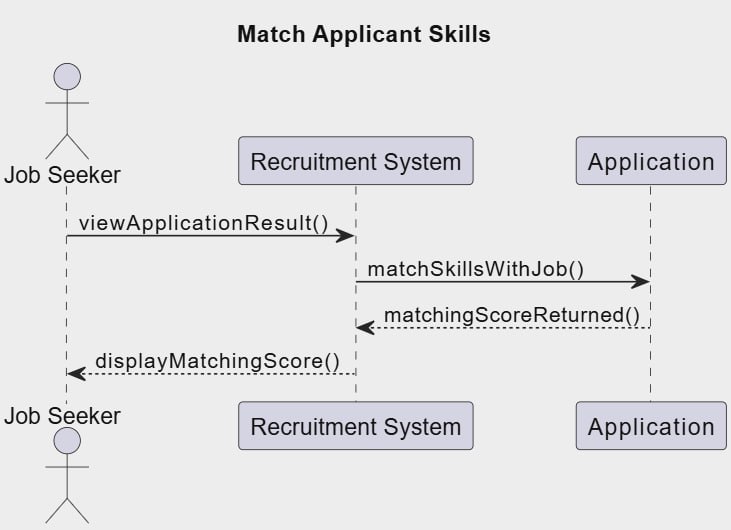 Match Applicant Skills
Job Seeker
Recruitment System
Application
viewApplicationResult()
matchSkillsWithJob()
matchingScoreReturned()
displayMatchingScore()
Job Seeker
Recruitment System
Application